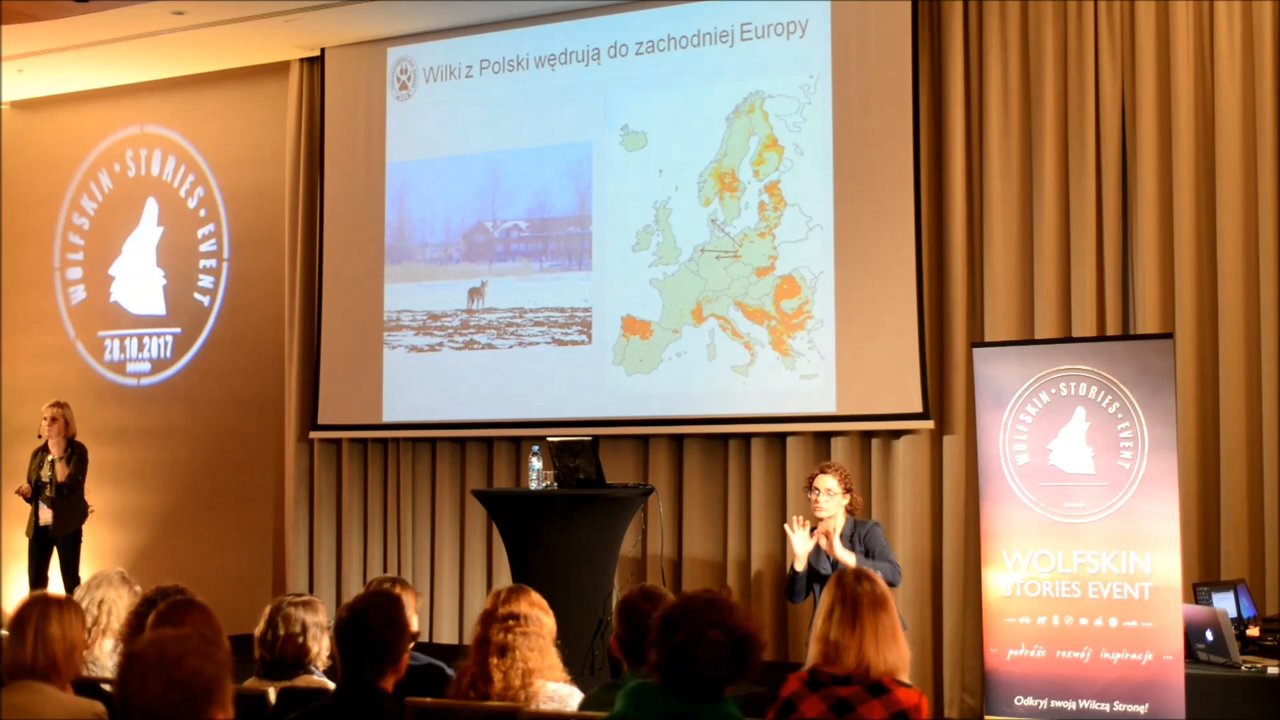 Wilki z Polski wędrują do zachodniej Europy
WOLFSKIN · STORIES · EVENT
28.10.2017
WOLFSKIN · STORIES · EVENT
WOLFSKIN
STORIES EVENT
podróże rozwój inspiracje
Odkryj swoją Wilczą Stronę!